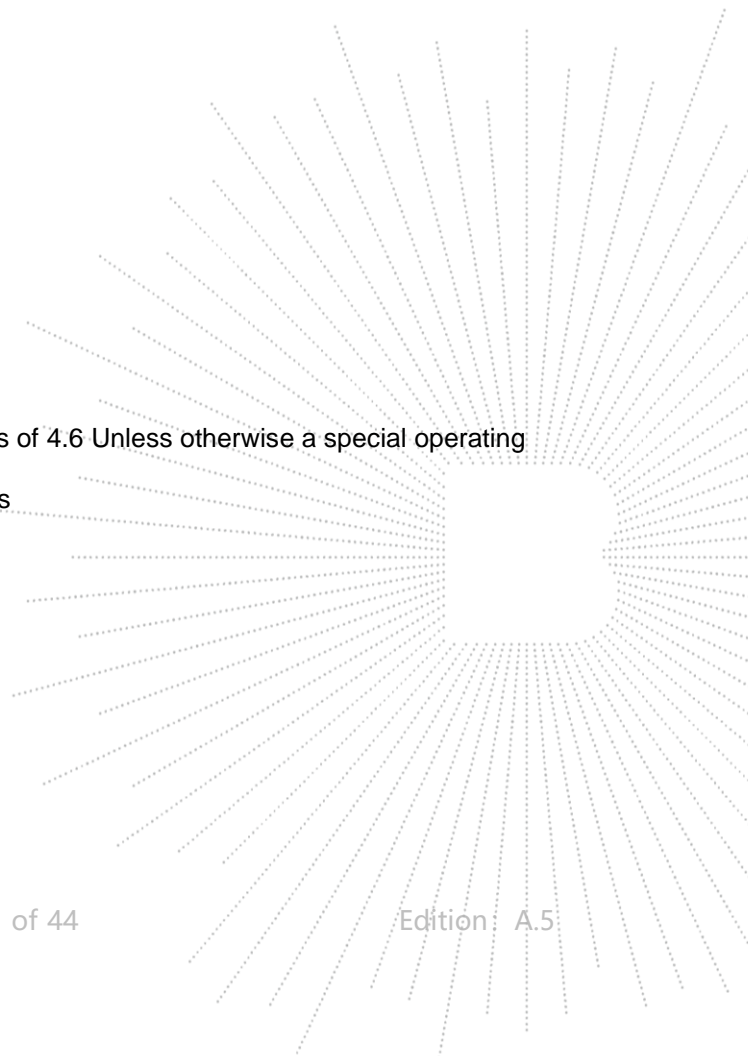 s of 4.6 Unless otherwise a special operating
s
of 44 Edition: A.5